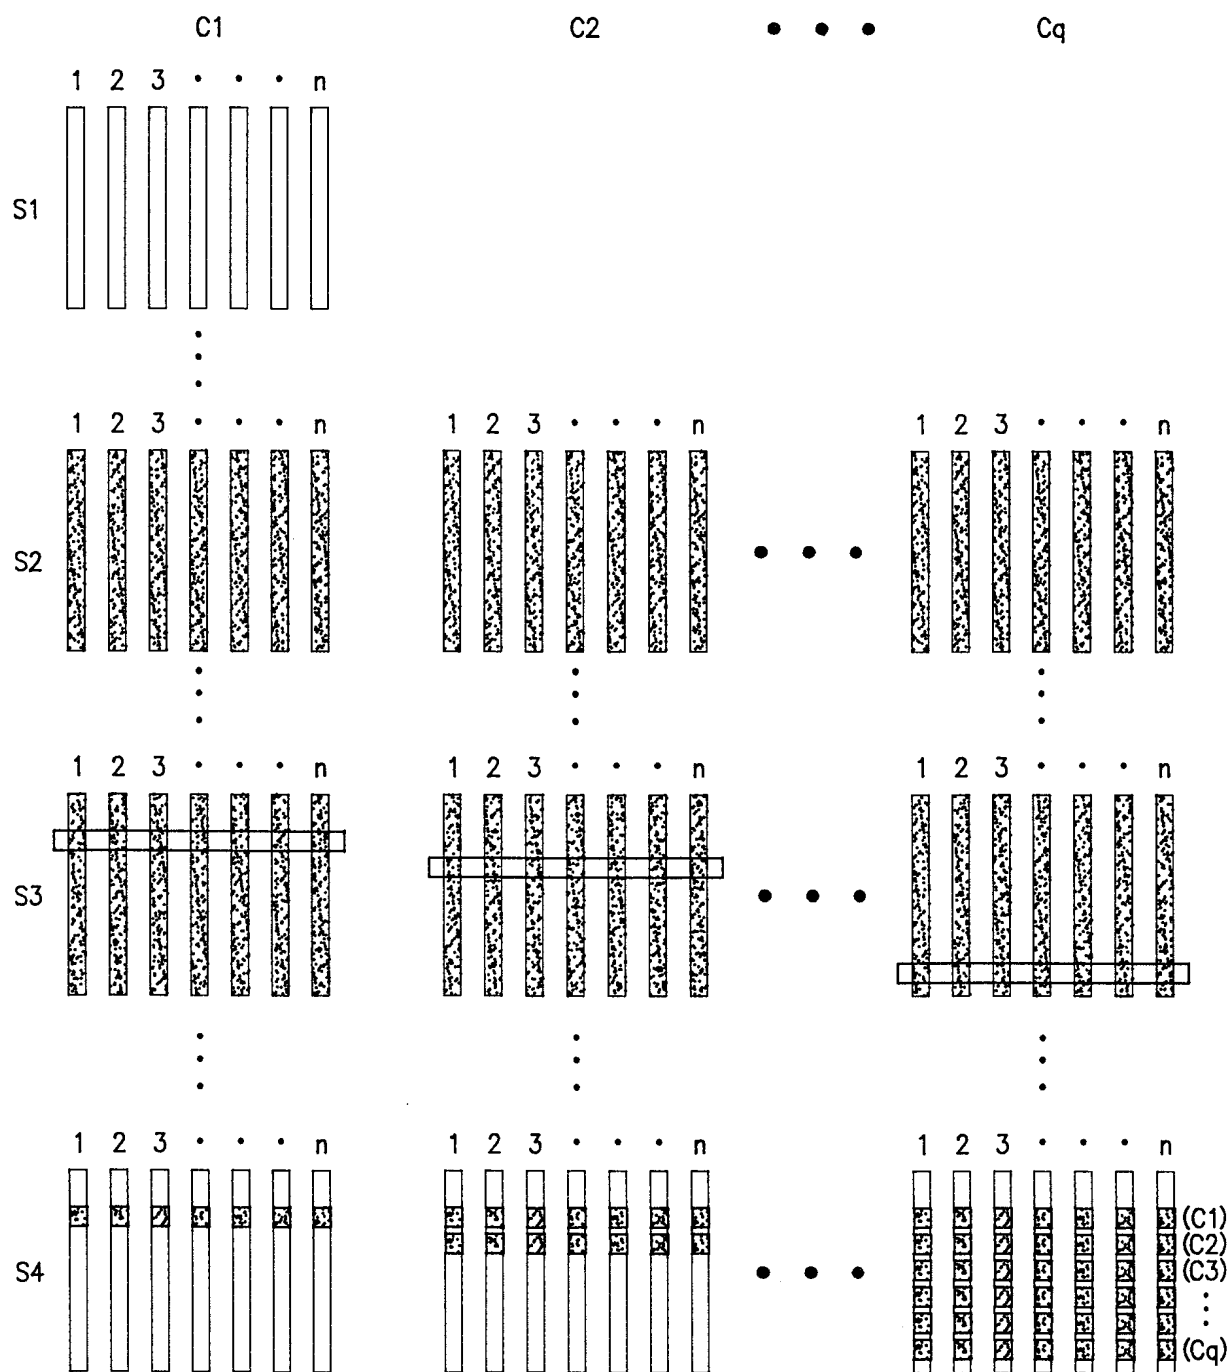 C1 C2 • • • Cq
1 2 3 • • • n
S1
1 2 3 • • • n 1 2 3 • • • n 1 2 3 • • • n
S2 • • •
1 2 3 • • • n 1 2 3 • • • n 1 2 3 • • • n
S3 • • •
1 2 3 • • • n 1 2 3 • • • n 1 2 3 • • • n
(C1)
(C2)
S4 • • • (C3)
(Cq)